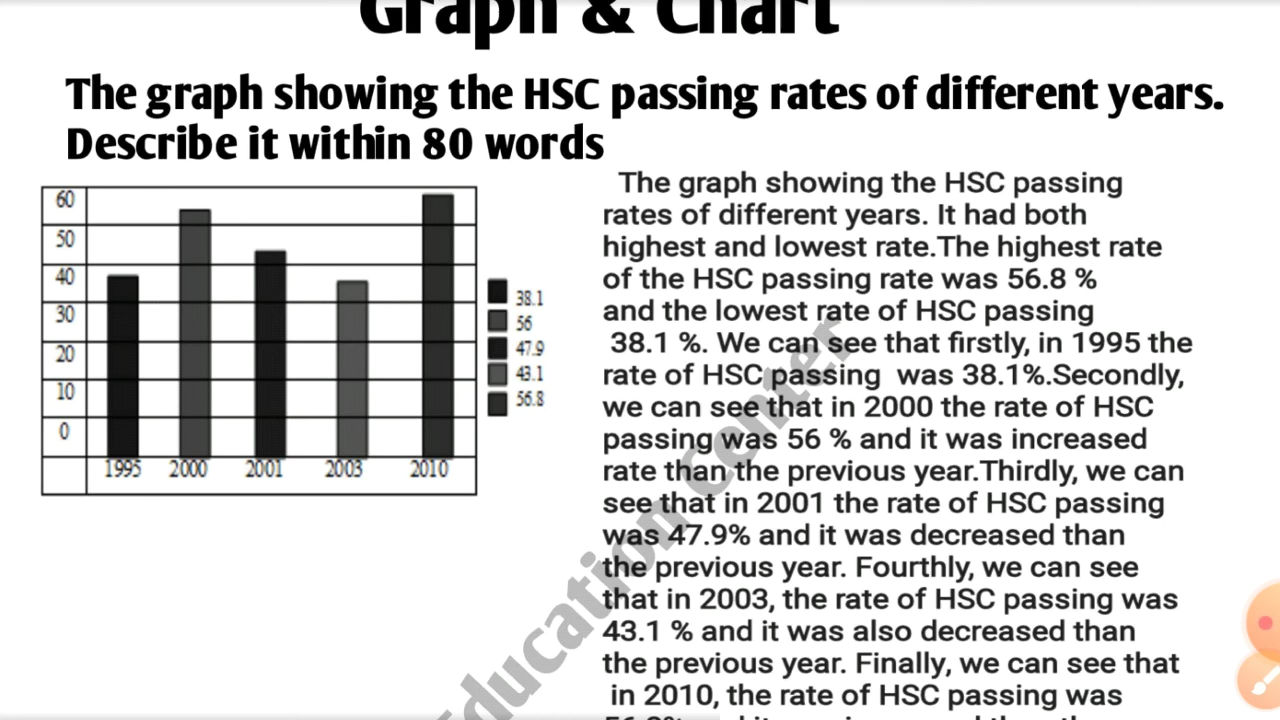 Graph & Chart
The graph showing the HSC passing rates of different years.
Describe it within 80 words
60
50
40
30
20
10
0
1995 2000 2001 2003 2010
38.1
56
47.9
43.1
56.8
The graph showing the HSC passing
rates of different years. It had both
highest and lowest rate.The highest rate
of the HSC passing rate was 56.8 %
and the lowest rate of HSC passing
38.1 %. We can see that firstly, in 1995 the
rate of HSC passing was 38.1%.Secondly,
we can see that in 2000 the rate of HSC
passing was 56 % and it was increased
rate than the previous year.Thirdly, we can
see that in 2001 the rate of HSC passing
was 47.9% and it was decreased than
the previous year. Fourthly, we can see
that in 2003, the rate of HSC passing was
43.1 % and it was also decreased than
the previous year. Finally, we can see that
in 2010, the rate of HSC passing was
Education Center